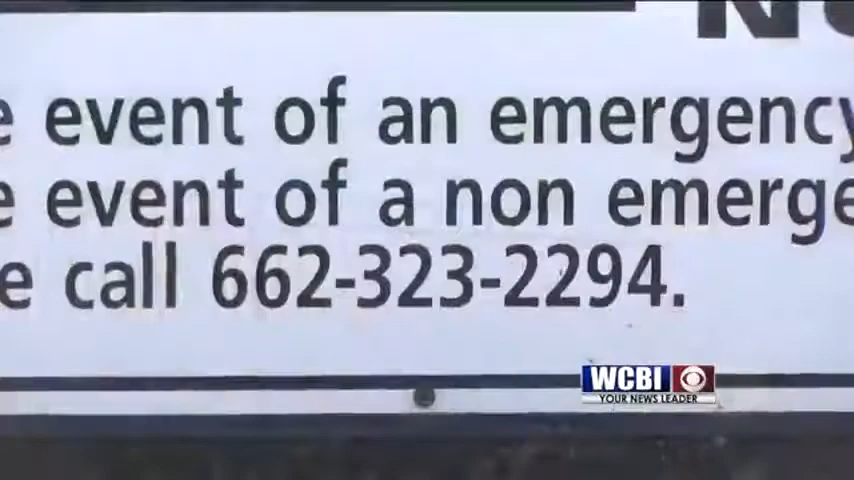 e event of an emergency
e event of a non emerge
e call 662-323-2294.
WCBI
YOUR NEWS LEADER